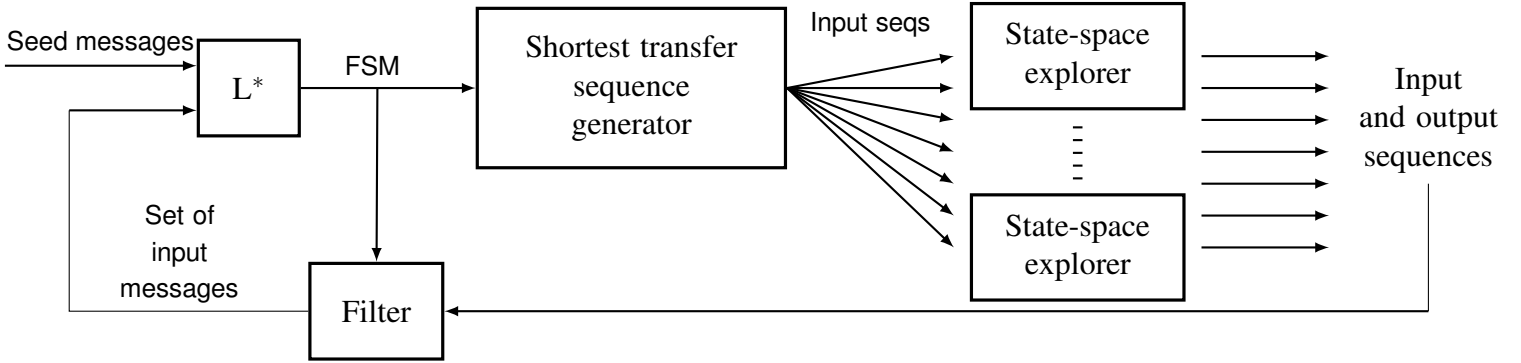 Seed messages
L*
FSM
Shortest transfer
sequence
generator
Input seqs
State-space
explorer
State-space
explorer
Input
and output
sequences
Set of
input
messages
Filter